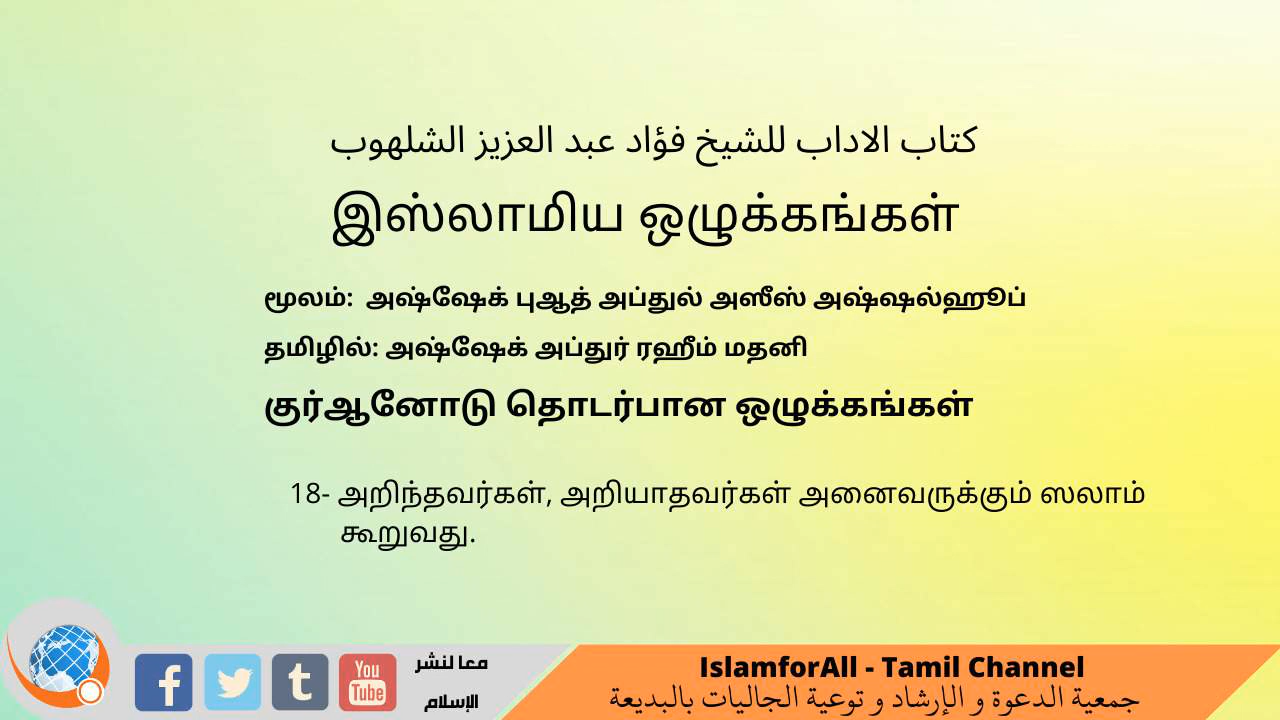 كتاب الاداب للشيخ فؤاد عبد العزيز الشلهوب
இஸ்லாமிய ஒழுக்கங்கள்
மூலம்: அஷ்ஷேக் புஆத் அப்துல் அஸீஸ் அஷ்ஷல்ஹூப்
தமிழில்: அஷ்ஷேக் அப்துர் ரஹீம் மதனி
குர்ஆனோடு தொடர்பான ஒழுக்கங்கள்
18- அறிந்தவர்கள், அறியாதவர்கள் அனைவருக்கும் ஸலாம்
கூறுவது.
f
t
You
Tube
معا لنشر
الإسلام
IslamforAll - Tamil Channel
جمعية الدعوة و الإرشاد و توعية الجاليات بالبديعة